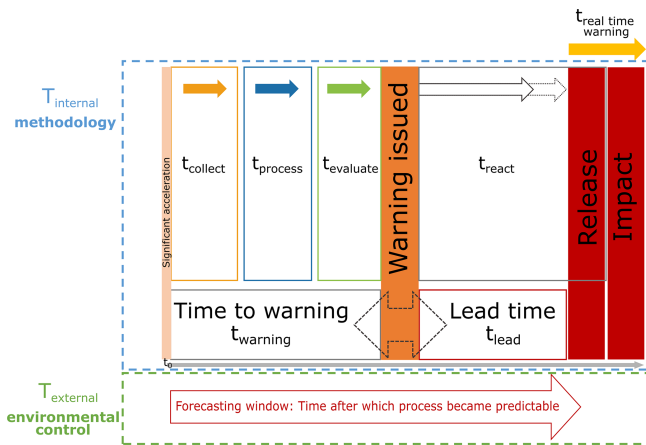 t real time
warning
T internal
methodology
Significant acceleration
t collect
t process
t evaluate
Warning issued
t react
Release
Impact
Time to warning
t warning
Lead time
t lead
t0
T external
environmental
control
Forecasting window: Time after which process became predictable